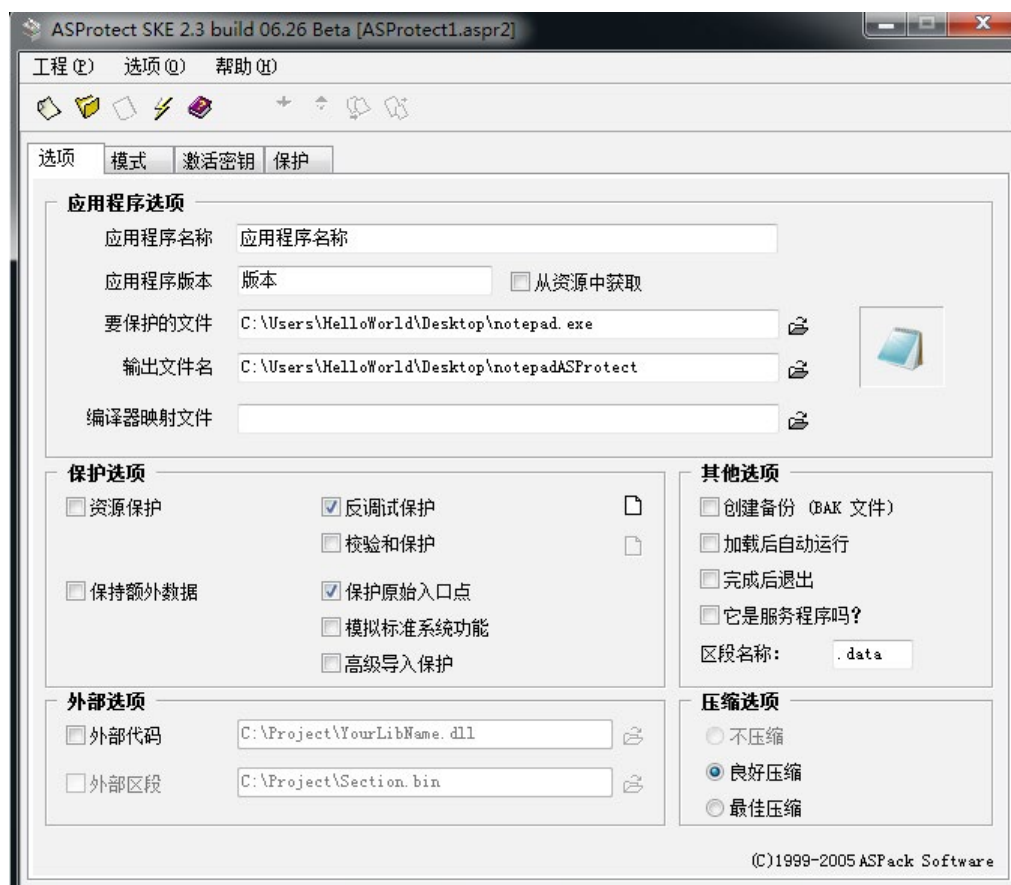 ASProtect SKE 2.3 build 06.26 Beta [ASProtect1.aspr2]
工程(P) 选项(O) 帮助(H)
选项 模式 激活密钥 保护
应用程序选项
应用程序名称 应用程序名称
应用程序版本 版本 从资源中获取
要保护的文件 C:\Users\HelloWorld\Desktop\notepad.exe
输出文件名 C:\Users\HelloWorld\Desktop\notepadASProtect
编译器映射文件
保护选项
资源保护 反调试保护
校验和保护
保持额外数据 保护原始入口点
模拟标准系统功能
高级导入保护
其他选项
创建备份 (BAK 文件)
加载后自动运行
完成后退出
它是服务程序吗?
区段名称: .data
外部选项
外部代码 C:\Project\YourLibName.dll
外部区段 C:\Project\Section.bin
压缩选项
不压缩
良好压缩
最佳压缩
(C)1999-2005 ASPack Software